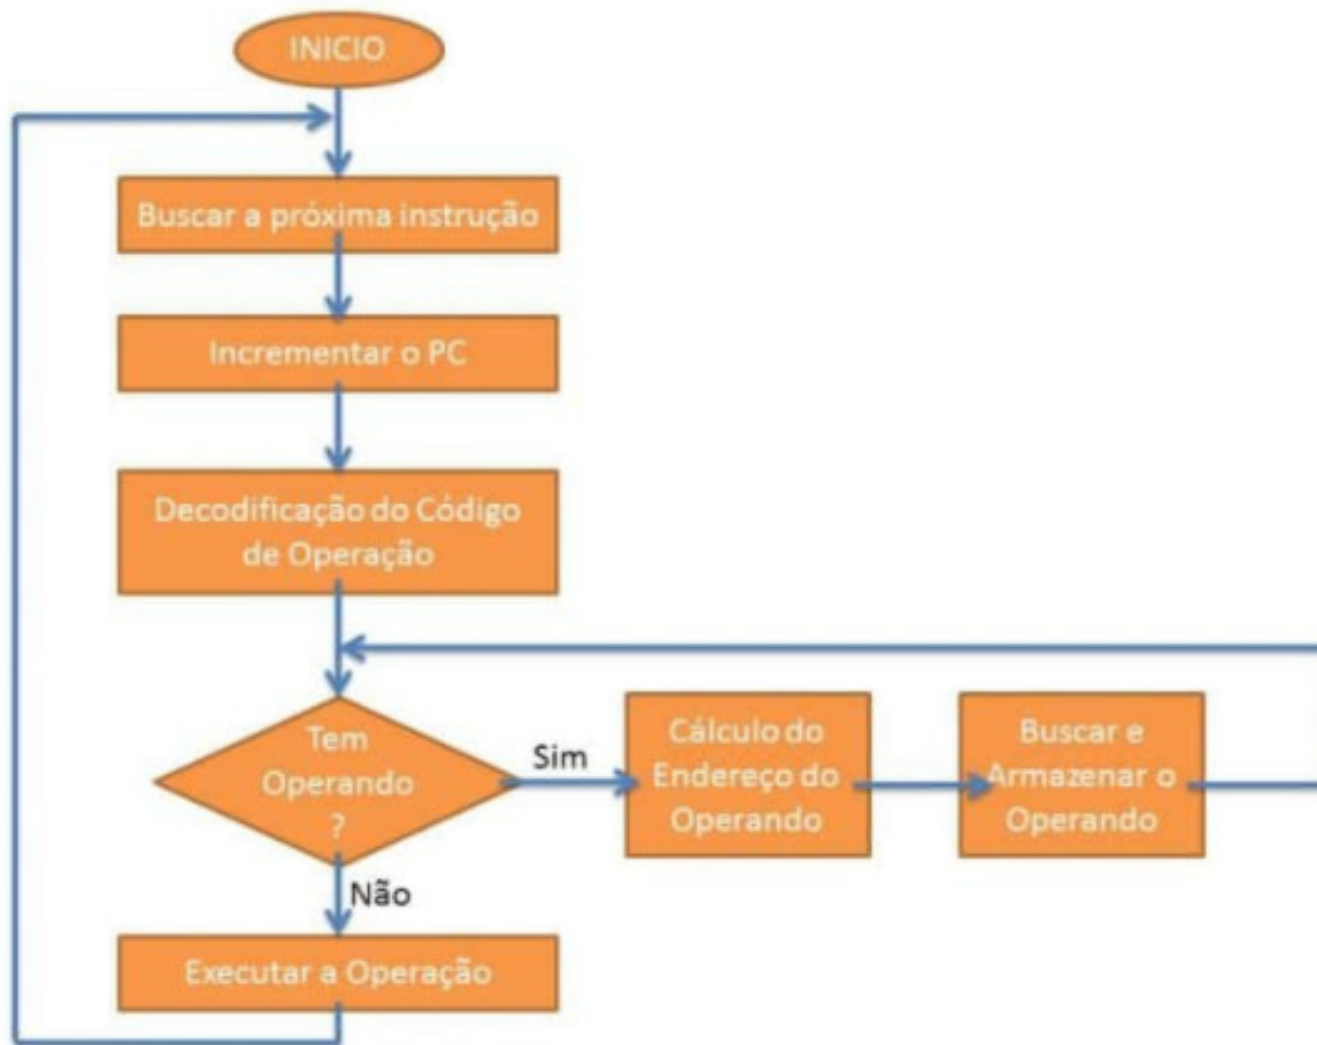 INICIO
Buscar a próxima instrução
Incrementar o PC
Decodificação do Código
de Operação
Tem
Operando
?
Sim
Cálculo do
Endereço do
Operando
Buscar e
Armazenar o
Operando
Não
Executar a Operação